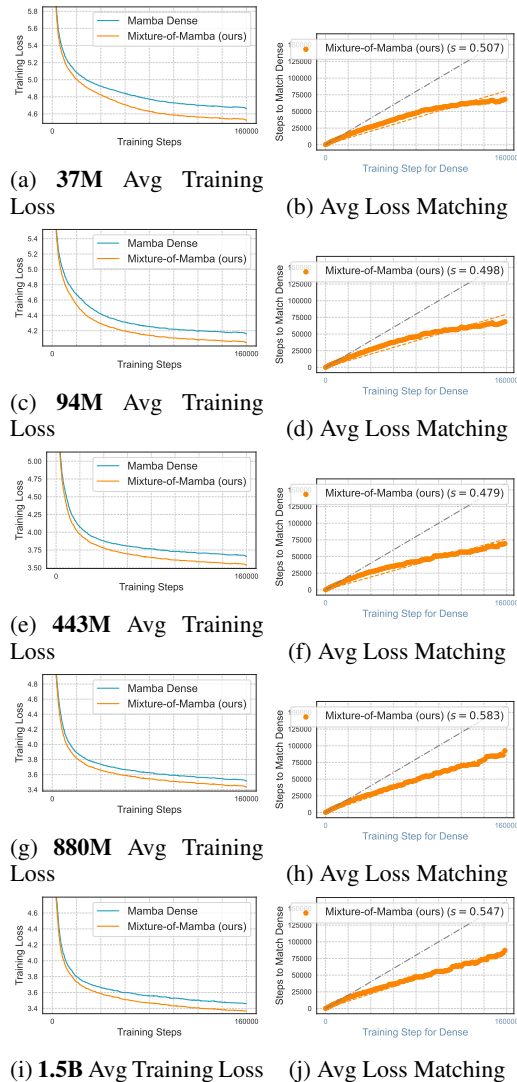 5.8
5.6
5.4
5.2
5.0
4.8
4.6
Training Loss
Mamba Dense
Mixture-of-Mamba (ours)
0
160000
Training Steps
150000
125000
100000
75000
50000
25000
0
Steps to Match Dense
Mixture-of-Mamba (ours) (s = 0.507)
0
160000
Training Step for Dense
(a) 37M Avg Training
Loss
(b) Avg Loss Matching
5.4
5.2
5.0
4.8
4.6
4.4
4.2
Training Loss
Mamba Dense
Mixture-of-Mamba (ours)
0
160000
Training Steps
150000
125000
100000
75000
50000
25000
0
Steps to Match Dense
Mixture-of-Mamba (ours) (s = 0.498)
0
160000
Training Step for Dense
(c) 94M Avg Training
Loss
(d) Avg Loss Matching
5.00
4.75
4.50
4.25
4.00
3.75
3.50
Training Loss
Mamba Dense
Mixture-of-Mamba (ours)
0
160000
Training Steps
150000
125000
100000
75000
50000
25000
0
Steps to Match Dense
Mixture-of-Mamba (ours) (s = 0.479)
0
160000
Training Step for Dense
(e) 443M Avg Training
Loss
(f) Avg Loss Matching
4.8
4.6
4.4
4.2
4.0
3.8
3.6
3.4
Training Loss
Mamba Dense
Mixture-of-Mamba (ours)
0
160000
Training Steps
150000
125000
100000
75000
50000
25000
0
Steps to Match Dense
Mixture-of-Mamba (ours) (s = 0.583)
0
160000
Training Step for Dense
(g) 880M Avg Training
Loss
(h) Avg Loss Matching
4.6
4.4
4.2
4.0
3.8
3.6
3.4
Training Loss
Mamba Dense
Mixture-of-Mamba (ours)
0
160000
Training Steps
150000
125000
100000
75000
50000
25000
0
Steps to Match Dense
Mixture-of-Mamba (ours) (s = 0.547)
0
160000
Training Step for Dense
(i) 1.5B Avg Training Loss
(j) Avg Loss Matching